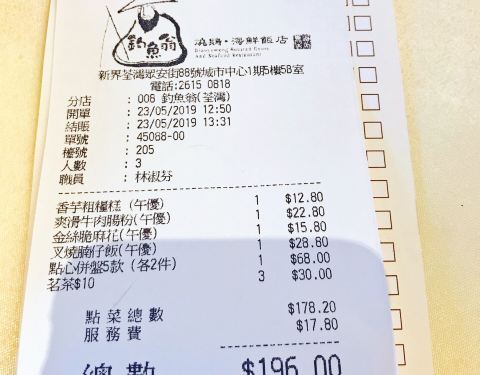 釣魚翁
燒鵝·海鮮飯店
新界荃灣眾安街88號城市中心1期5樓58室
電話:2615 0818
分店 : 006 釣魚翁(荃灣)
開單 : 23/05/2019 12:50
結賬 : 23/05/2019 13:31
單號 : 45088-00
檯號 : 205
人數 : 3
職員 : 林淑芬
香芋粗糧糕 (午優) 1 $12.80
爽滑牛肉腸粉(午優) 1 $22.80
金絲脆麻花(午優) 1 $15.80
叉燒腩仔飯(午優) 1 $28.80
點心併盤5款 (各2件) 1 $68.00
茗茶$10 3 $30.00
點菜總數 $178.20
服務費 $17.80
總數 $196.00